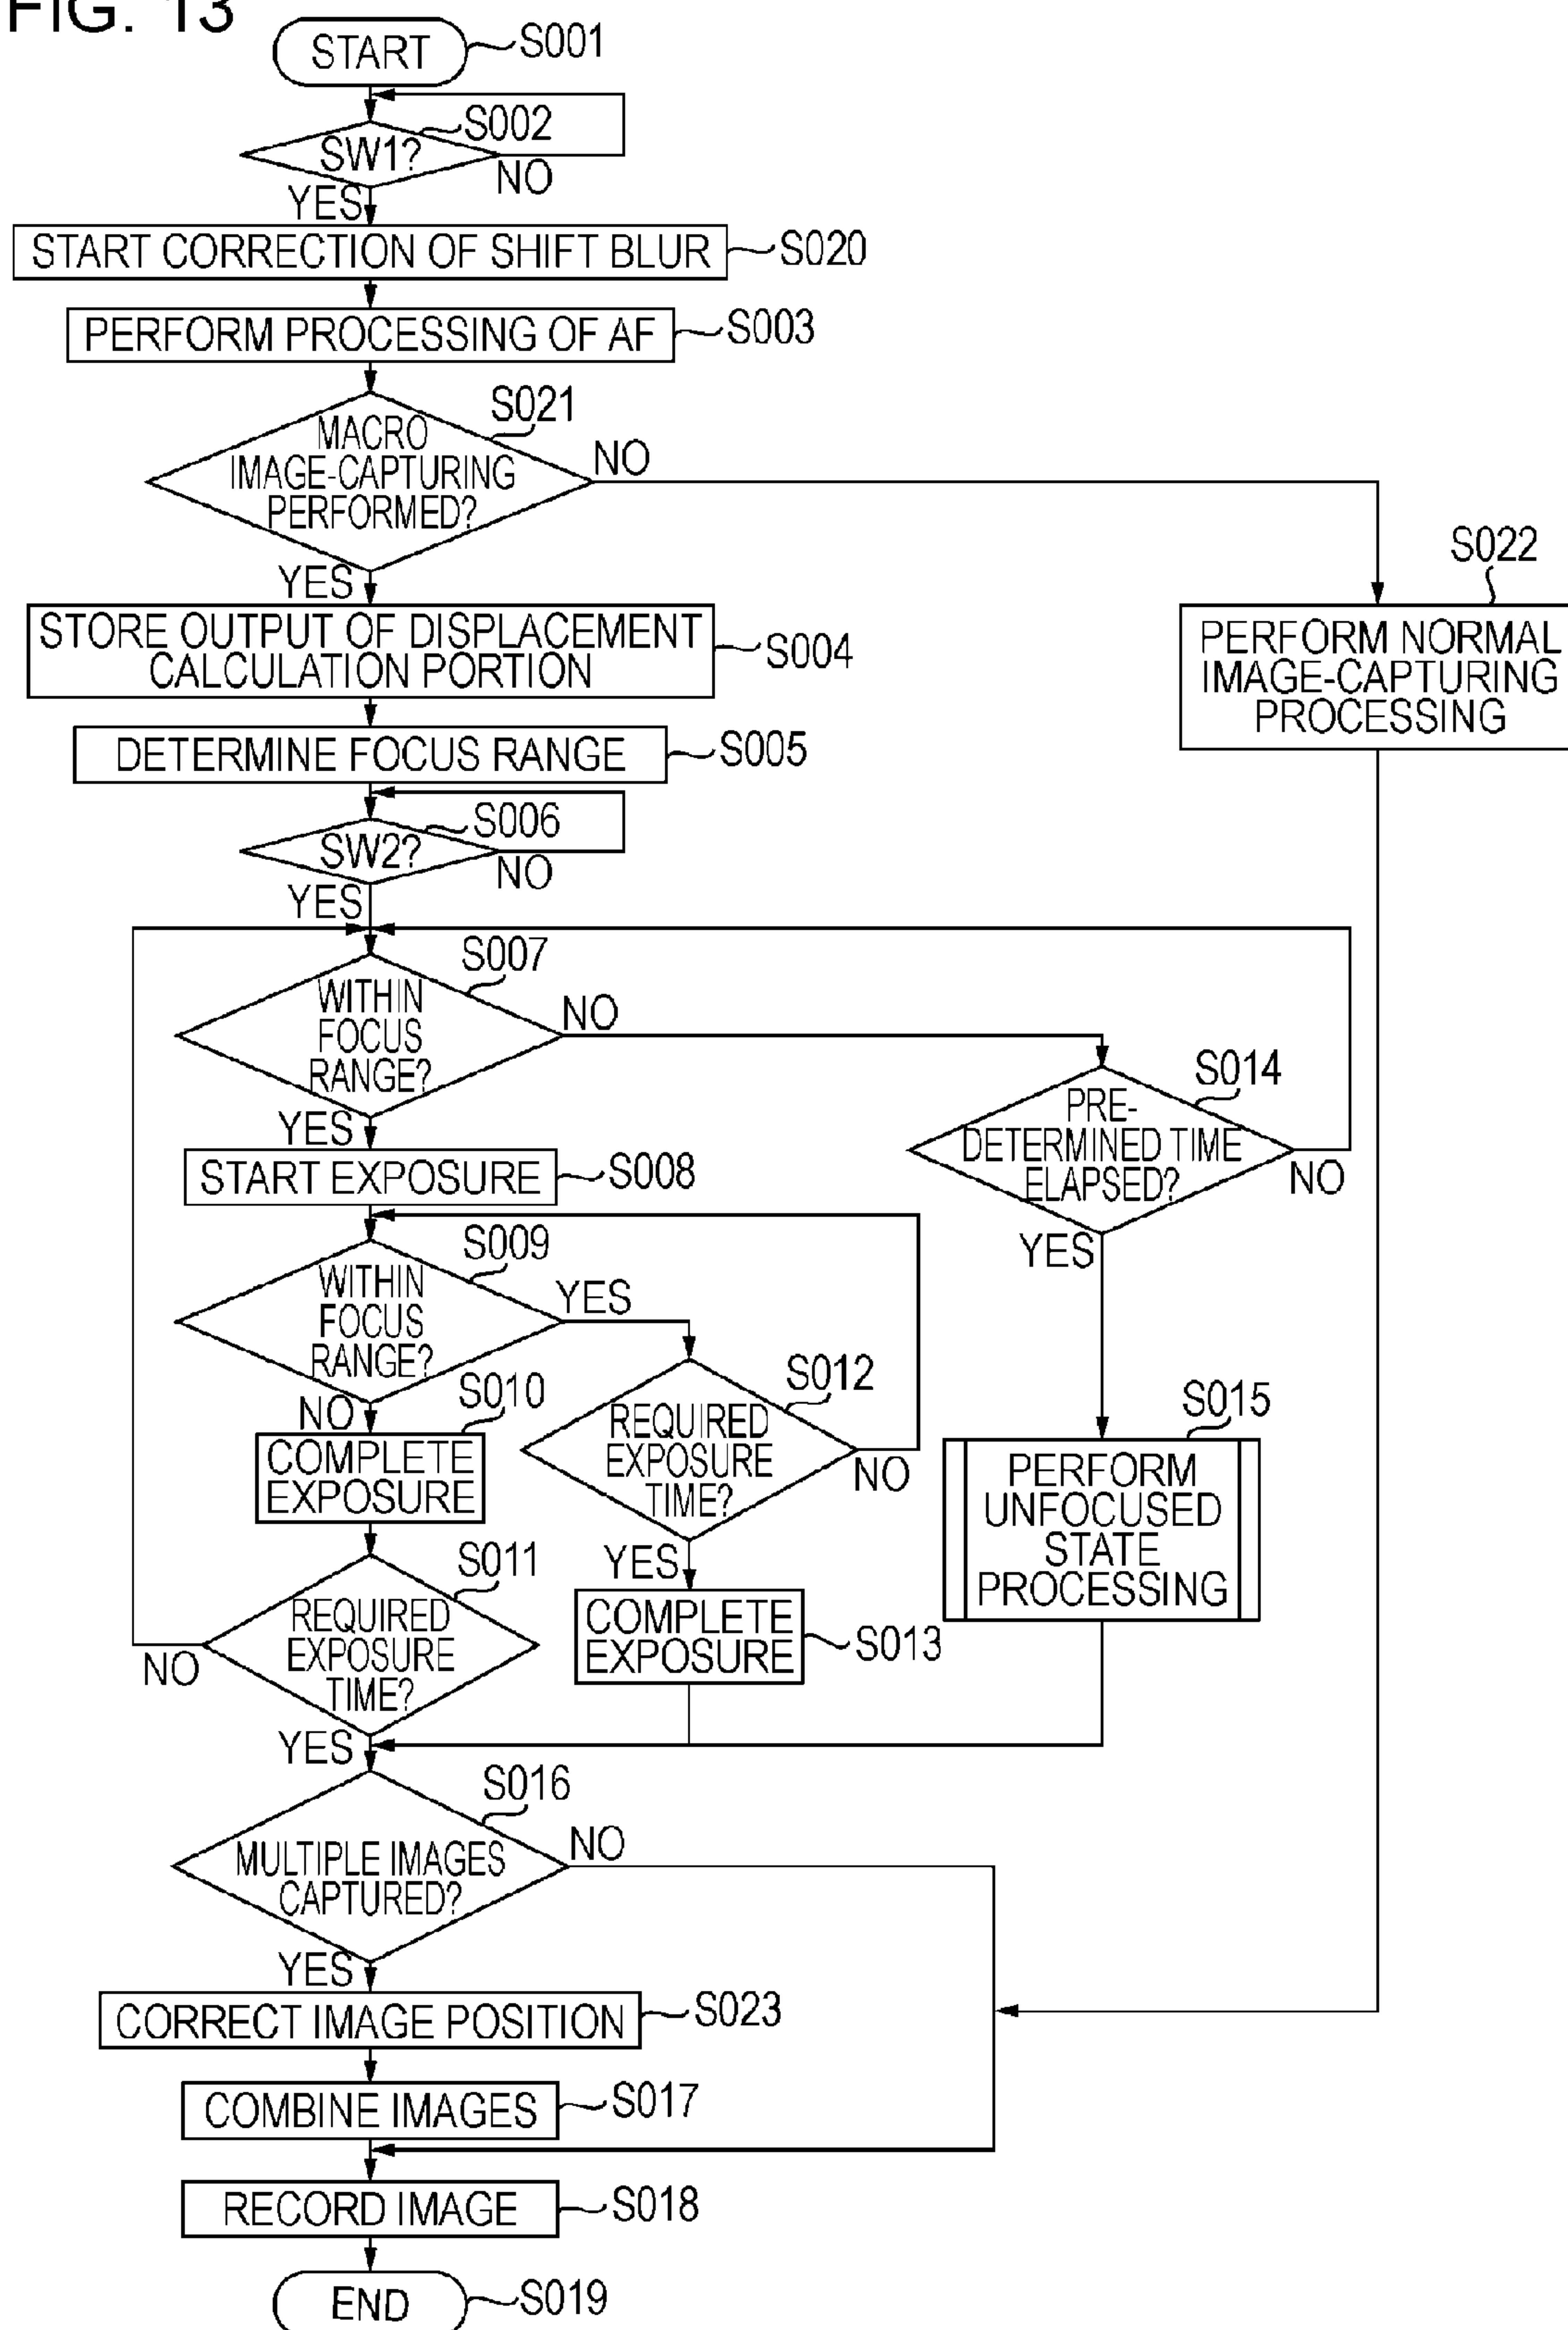 FIG. 13
START
S001
S002
SW1?
NO
YES
START CORRECTION OF SHIFT BLUR
S020
PERFORM PROCESSING OF AF
S003
S021
MACRO
IMAGE-CAPTURING
PERFORMED?
NO
YES
S022
STORE OUTPUT OF DISPLACEMENT
CALCULATION PORTION
S004
PERFORM NORMAL
IMAGE-CAPTURING
PROCESSING
DETERMINE FOCUS RANGE
S005
S006
SW2?
NO
YES
S007
WITHIN
FOCUS
RANGE?
NO
YES
S014
PRE-
DETERMINED TIME
ELAPSED?
NO
YES
START EXPOSURE
S008
S009
WITHIN
FOCUS
RANGE?
YES
NO
S010
COMPLETE
EXPOSURE
S012
REQUIRED
EXPOSURE
TIME?
NO
YES
S015
PERFORM
UNFOCUSED
STATE
PROCESSING
S011
REQUIRED
EXPOSURE
TIME?
NO
YES
COMPLETE
EXPOSURE
S013
S016
MULTIPLE IMAGES
CAPTURED?
NO
YES
CORRECT IMAGE POSITION
S023
COMBINE IMAGES
S017
RECORD IMAGE
S018
END
S019